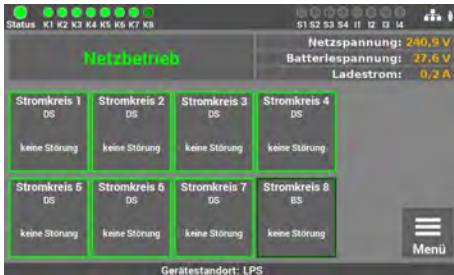 Status K1 K2 K3 K4 K5 K6 K7 K8 S1 S2 S3 S4 I1 I2 I3 I4
Netzbetrieb
Netzspannung: 240,9 V
Batteriespannung: 27,6 V
Ladestrom: 0,2 A
Stromkreis 1 Stromkreis 2 Stromkreis 3 Stromkreis 4
DS DS DS DS
keine Störung keine Störung keine Störung keine Störung
Stromkreis 5 Stromkreis 6 Stromkreis 7 Stromkreis 8
DS DS DS BS
keine Störung keine Störung keine Störung keine Störung
Menü
Gerätestandort: LPS